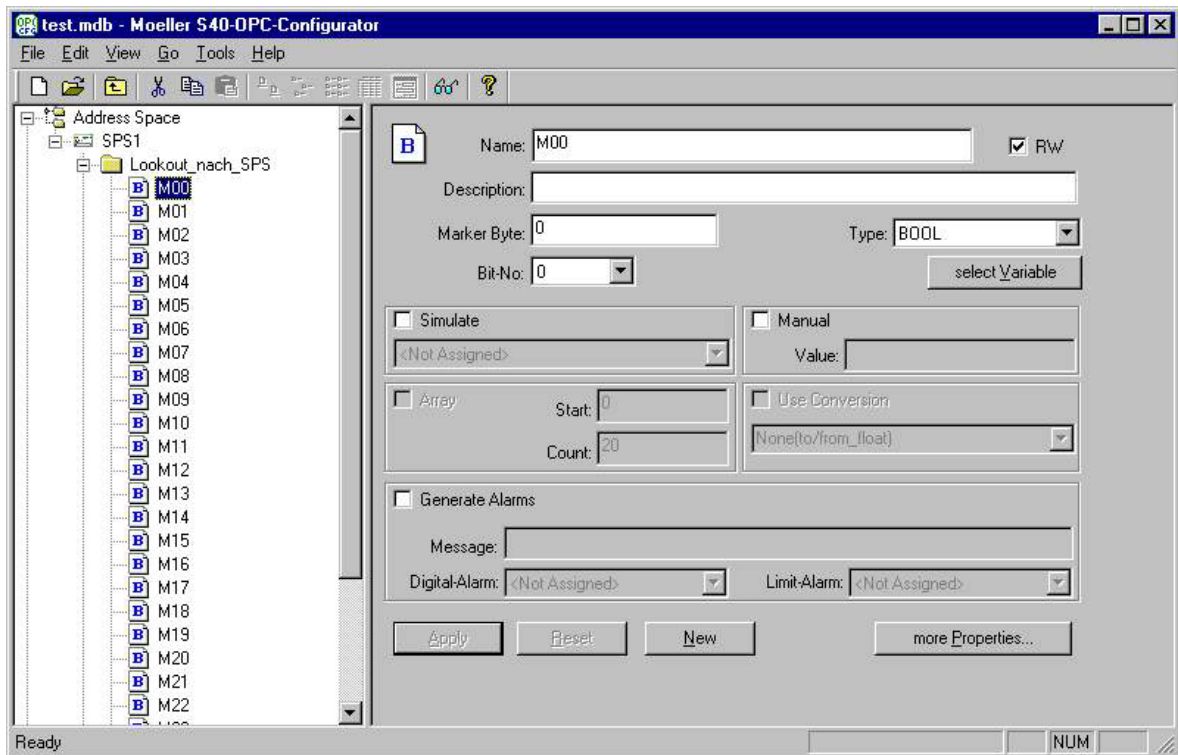 test.mdb - Moeller S40-OPC-Configurator
File Edit View Go Tools Help
Address Space
SPS1
Lookout_nach_SPS
M00
M01
M02
M03
M04
M05
M06
M07
M08
M09
M10
M11
M12
M13
M14
M15
M16
M17
M18
M19
M20
M21
M22
B Name: M00 RW
Description:
Marker Byte: 0 Type: BOOL
Bit-No: 0 select Variable
Simulate Manual
<Not Assigned> Value:
Array Start: 0 Use Conversion
Count: 20 None(to/from_float)
Generate Alarms
Message:
Digital-Alarm: <Not Assigned> Limit-Alarm: <Not Assigned>
Apply Reset New more Properties...
Ready NUM